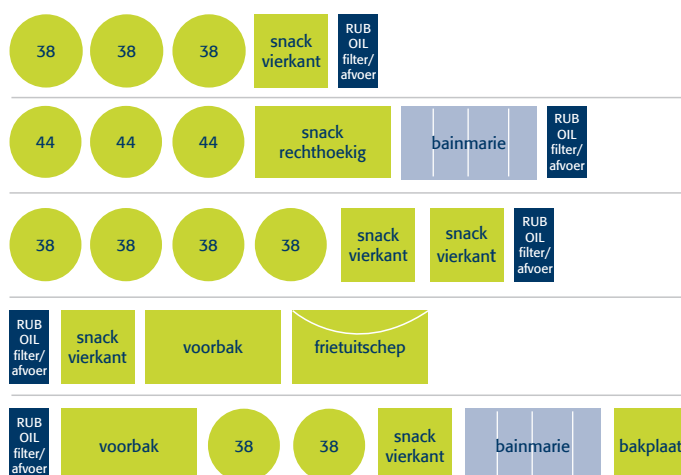 38 38 38 snack vierkant RUB OIL filter/ afvoer
44 44 44 snack rechthoekig bainmarie RUB OIL filter/ afvoer
38 38 38 38 snack vierkant snack vierkant RUB OIL filter/ afvoer
RUB OIL filter/ afvoer snack vierkant voorbak frietuitschep
RUB OIL filter/ afvoer voorbak 38 38 snack vierkant bainmarie bakplaat